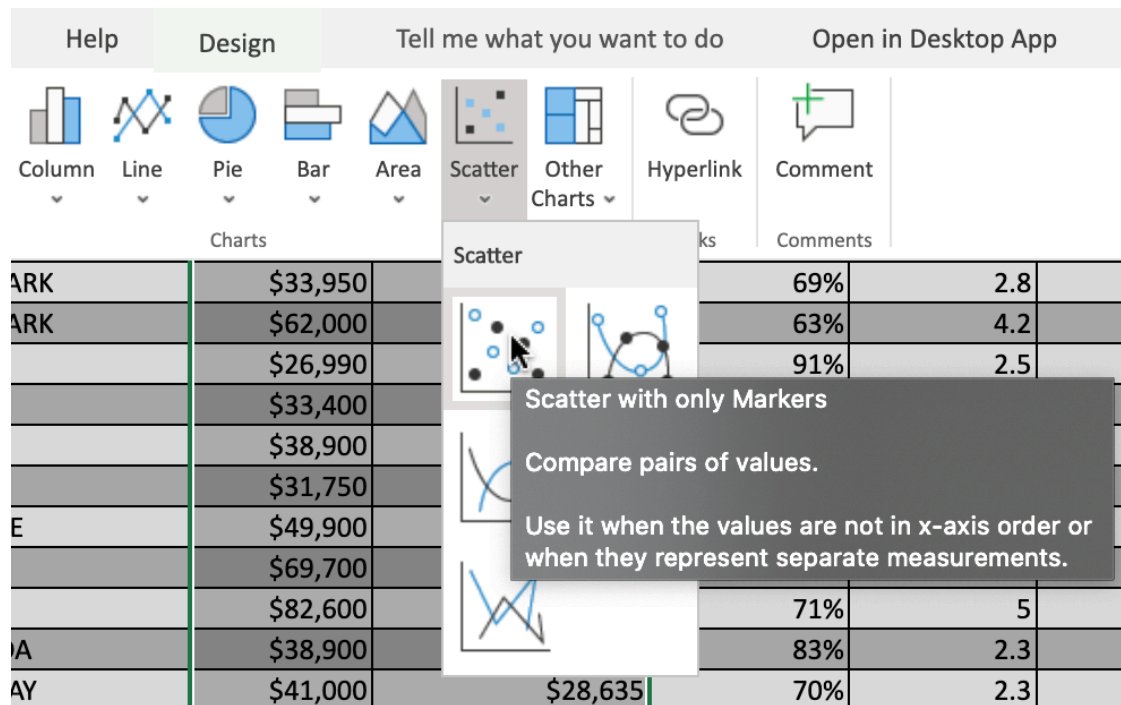 Help Design Tell me what you want to do Open in Desktop App
Column Line Pie Bar Area Scatter Other Charts Hyperlink Comment
Charts Comments
Scatter
ARK $33,950 69% 2.8
ARK $62,000 63% 4.2
$26,990 91% 2.5
$33,400
$38,900
$31,750
E $49,900
$69,700
$82,600 71% 5
DA $38,900 83% 2.3
AY $41,000 $28,635 70% 2.3
Scatter with only Markers
Compare pairs of values.
Use it when the values are not in x-axis order or
when they represent separate measurements.